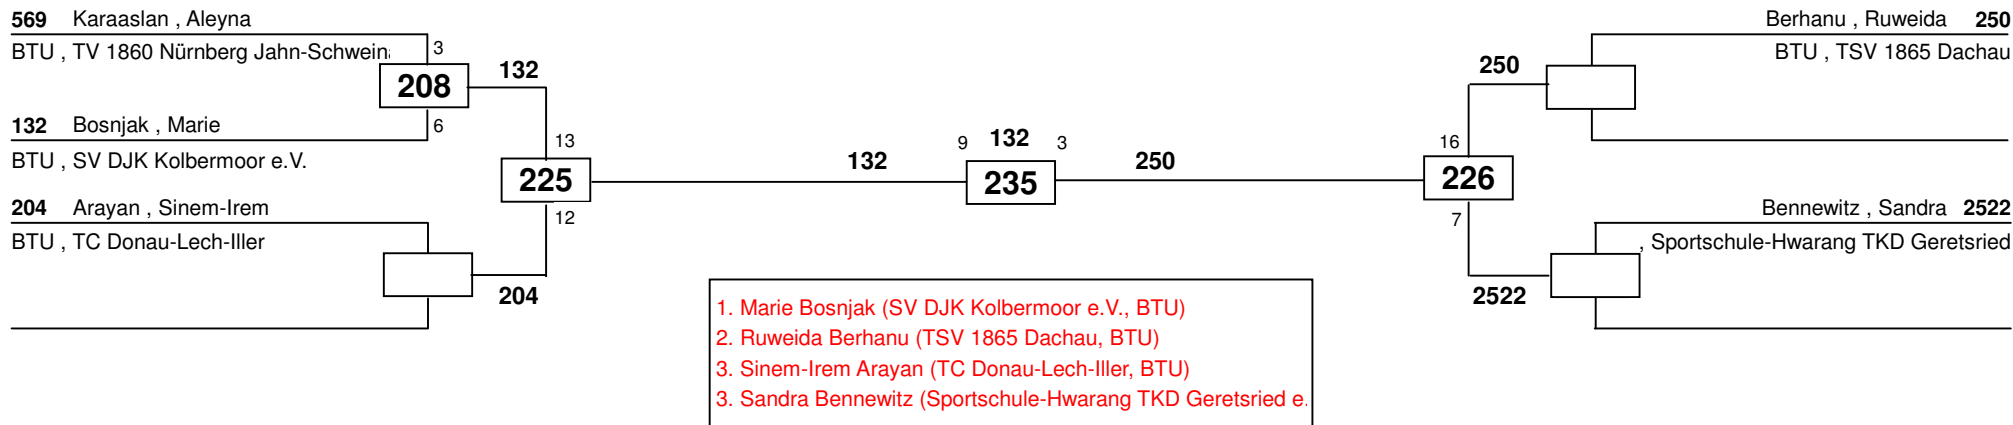 569 Karaaslan , Aleyna
BTU , TV 1860 Nürnberg Jahn-Schwein
3
208
132
6
132 Bosnjak , Marie
BTU , SV DJK Kolbermoor e.V.
13
225
12
204 Arayan , Sinem-Irem
BTU , TC Donau-Lech-Iller
204
132
9 132 3
235
250
Berhanu , Ruweida 250
BTU , TSV 1865 Dachau
250
16
226
7
Bennewitz , Sandra 2522
, Sportschule-Hwarang TKD Geretsried
2522
1. Marie Bosnjak (SV DJK Kolbermoor e.V., BTU)
2. Ruweida Berhanu (TSV 1865 Dachau, BTU)
3. Sinem-Irem Arayan (TC Donau-Lech-Iller, BTU)
3. Sandra Bennewitz (Sportschule-Hwarang TKD Geretsried e.